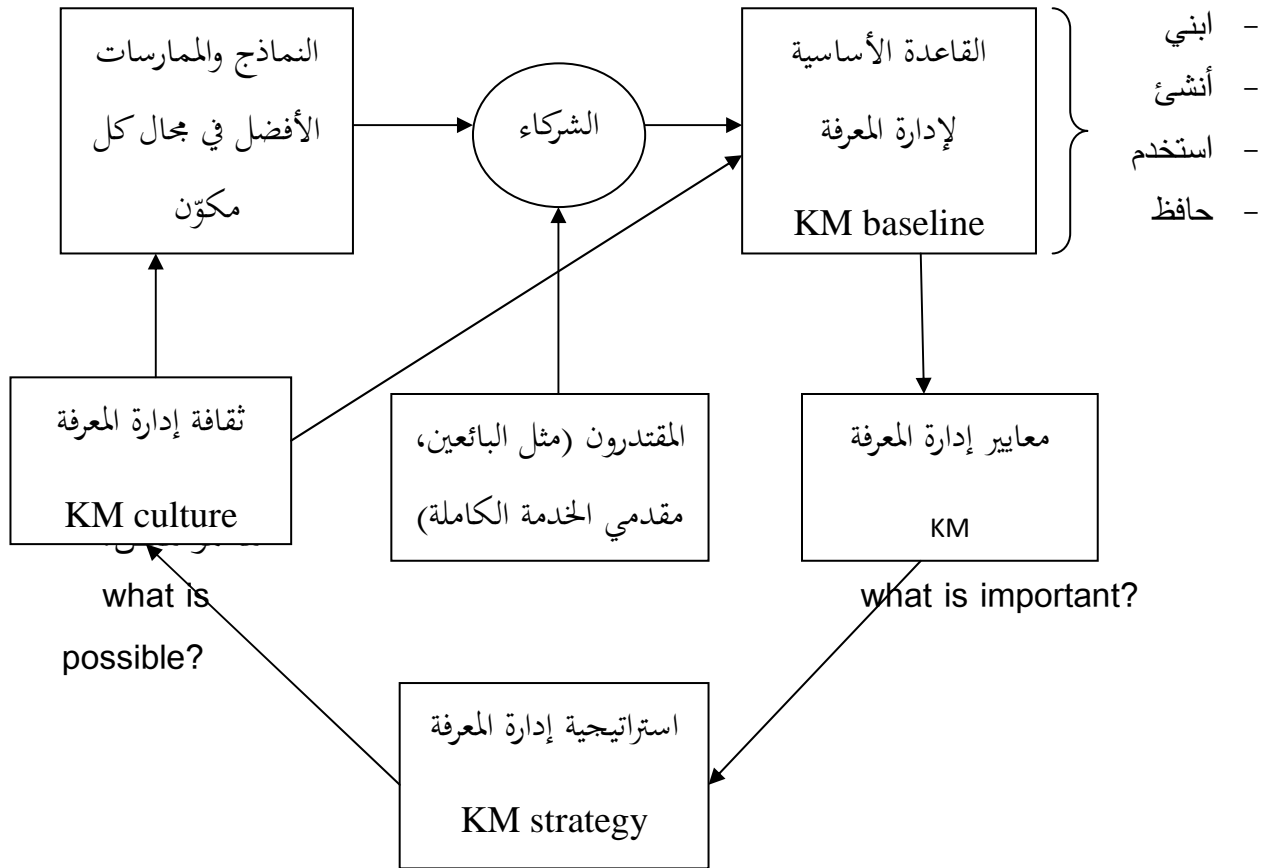 النماذج والممارسات
الأفضل في مجال كل
مكوّن
الشركاء
القاعدة الأساسية
لإدارة المعرفة
KM baseline
- ابني
- أنشئ
- استخدم
- حافظ
ثقافة إدارة المعرفة
KM culture
المقتدرون (مثل البائعين،
مقدمي الخدمة الكاملة)
معايير إدارة المعرفة
KM
what is
possible?
what is important?
استراتيجية إدارة المعرفة
KM strategy